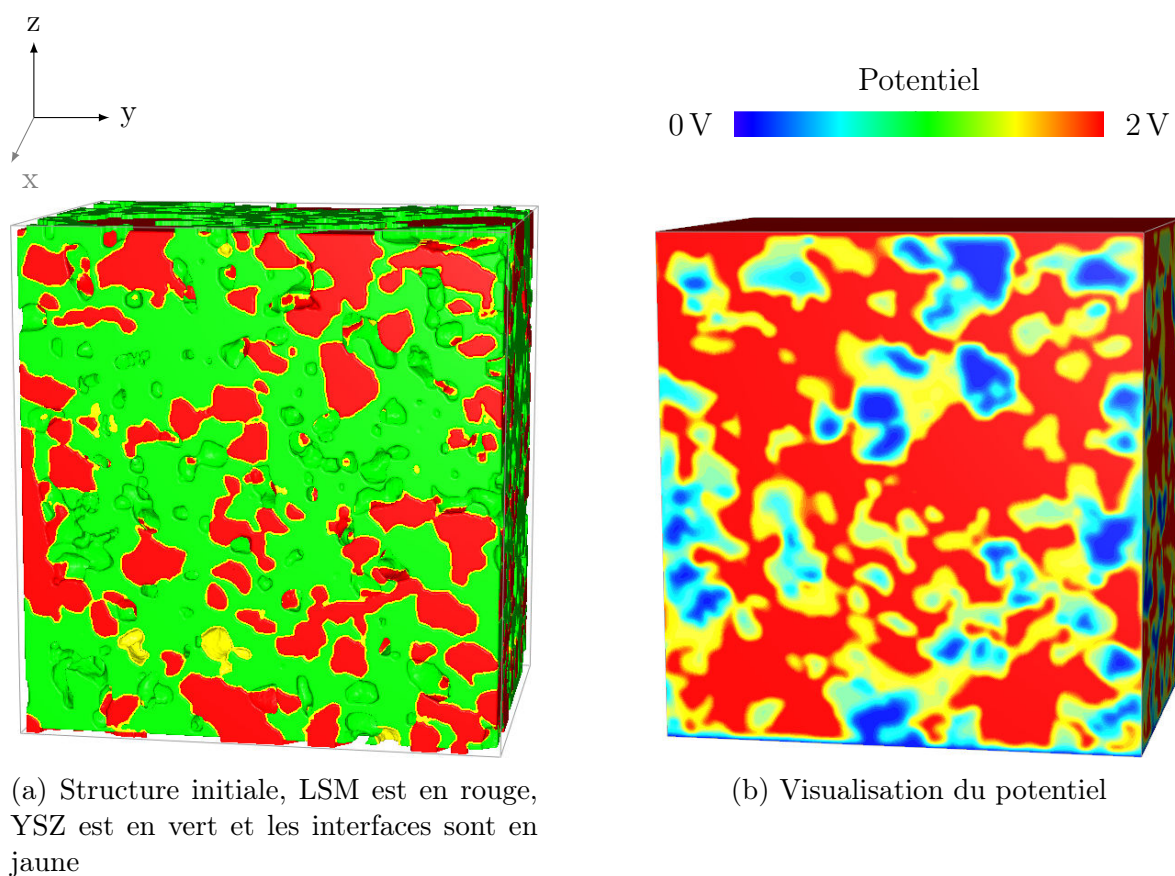 z
y
x
Potentiel
0 V
2 V
(a) Structure initiale, LSM est en rouge,
YSZ est en vert et les interfaces sont en
jaune
(b) Visualisation du potentiel